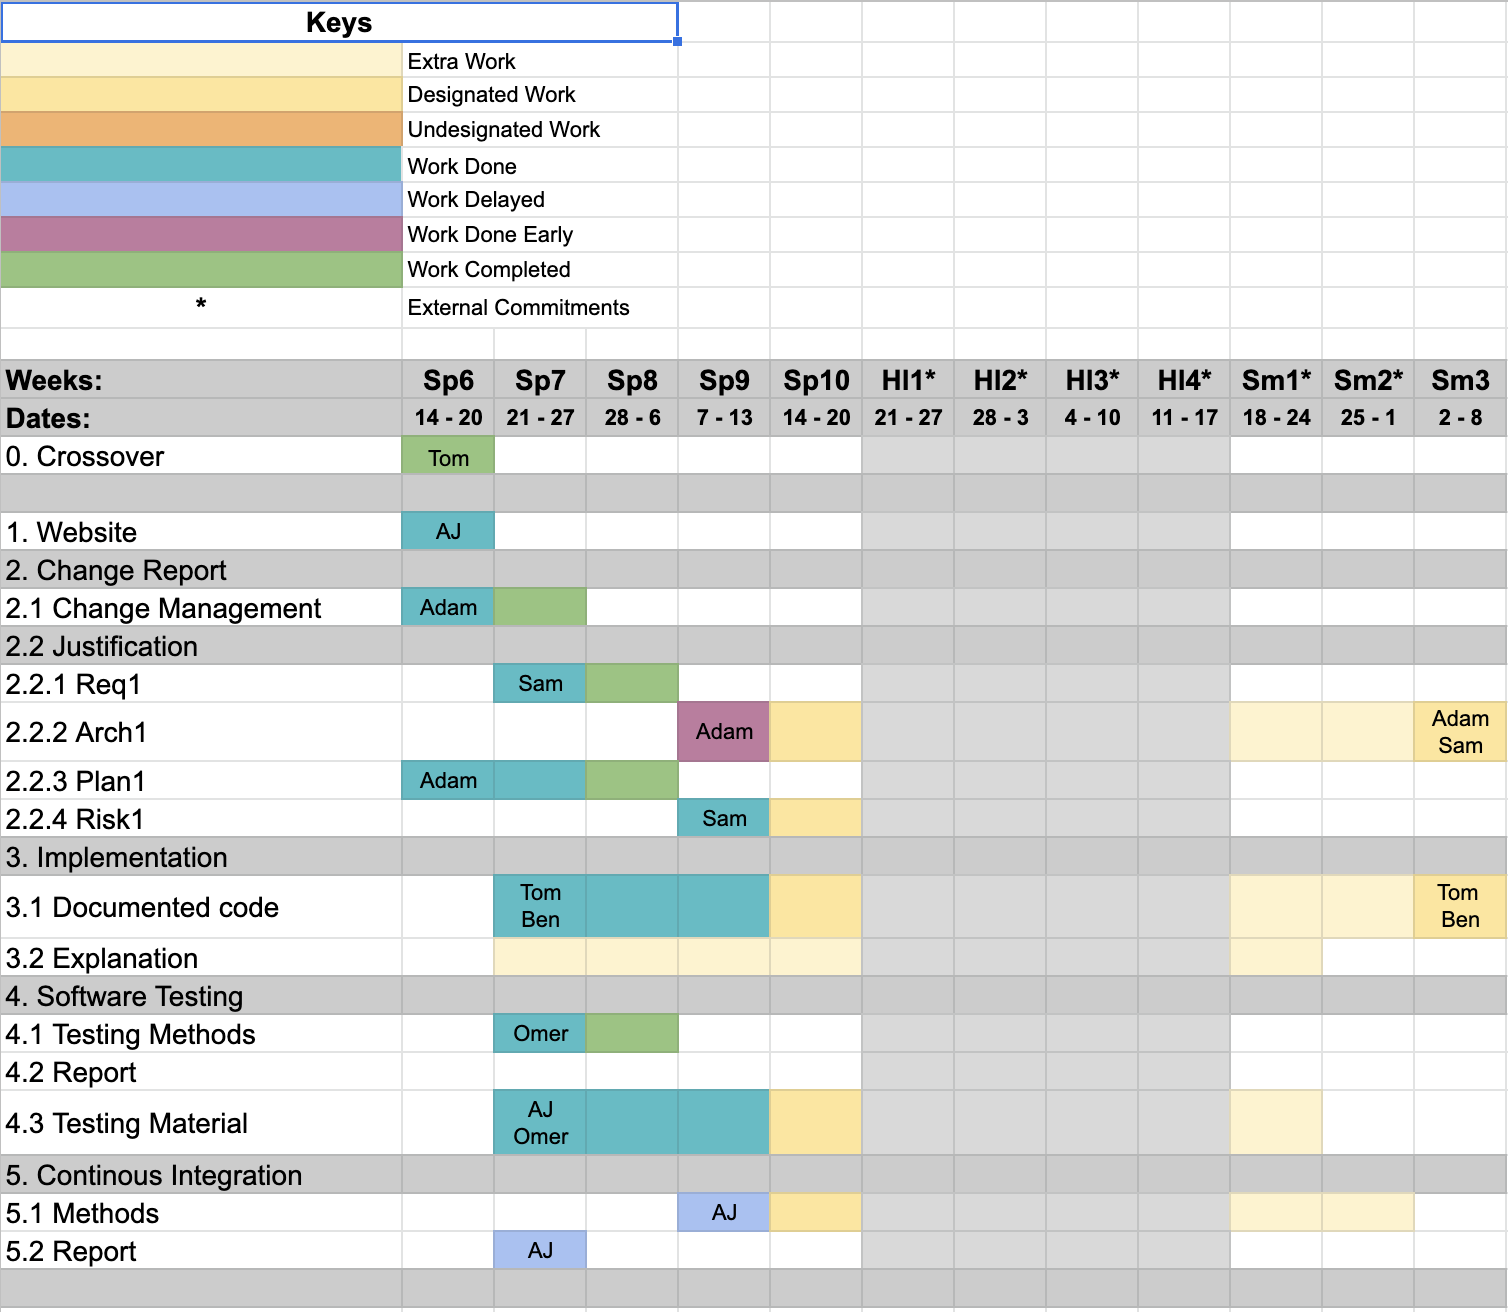 Keys
Extra Work
Designated Work
Undesignated Work
Work Done
Work Delayed
Work Done Early
Work Completed
* External Commitments
Weeks: Sp6 Sp7 Sp8 Sp9 Sp10 Hl1* Hl2* Hl3* Hl4* Sm1* Sm2* Sm3
Dates: 14 - 20 21 - 27 28 - 6 7 - 13 14 - 20 21 - 27 28 - 3 4 - 10 11 - 17 18 - 24 25 - 1 2 - 8
0. Crossover Tom
1. Website AJ
2. Change Report
2.1 Change Management Adam
2.2 Justification
2.2.1 Req1 Sam
2.2.2 Arch1 Adam Adam
Sam
2.2.3 Plan1 Adam
2.2.4 Risk1 Sam
3. Implementation
3.1 Documented code Tom Tom
Ben Ben
3.2 Explanation
4. Software Testing
4.1 Testing Methods Omer
4.2 Report
4.3 Testing Material AJ
Omer
5. Continous Integration
5.1 Methods AJ
5.2 Report AJ